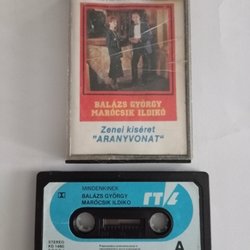 BALÁZS GYÖRGY
MARÓCSIK ILDIKÓ
Zenei kíséret
"ARANYVONAT"
MINDENKINEK
BALÁZS GYÖRGY
MARÓCSIK ILDIKÓ
STEREO
A